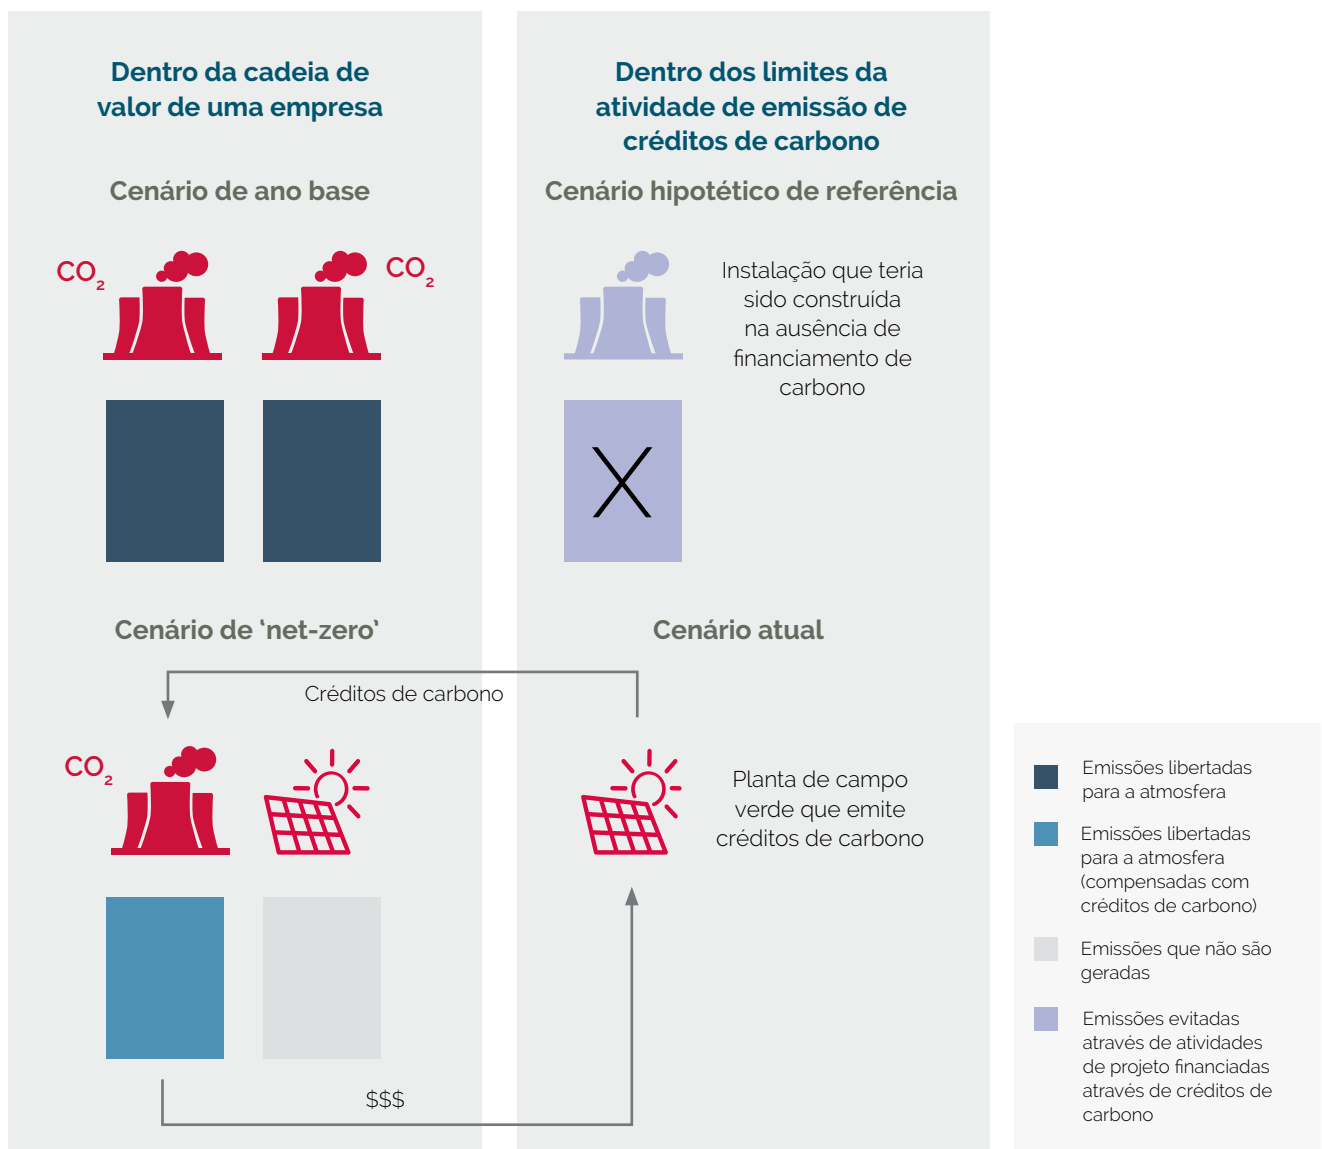 Dentro da cadeia de
valor de uma empresa
Cenário de ano base
CO2
CO2
Cenário de ‘net-zero’
Créditos de carbono
CO2
$$$
Dentro dos limites da
atividade de emissão de
créditos de carbono
Cenário hipotético de referência
Instalação que teria
sido construída
na ausência de
financiamento de
carbono
X
Cenário atual
Planta de campo
verde que emite
créditos de carbono
Emissões libertadas
para a atmosfera
Emissões libertadas
para a atmosfera
(compensadas com
créditos de carbono)
Emissões que não são
geradas
Emissões evitadas
através de atividades
de projeto financiadas
através de créditos de
carbono